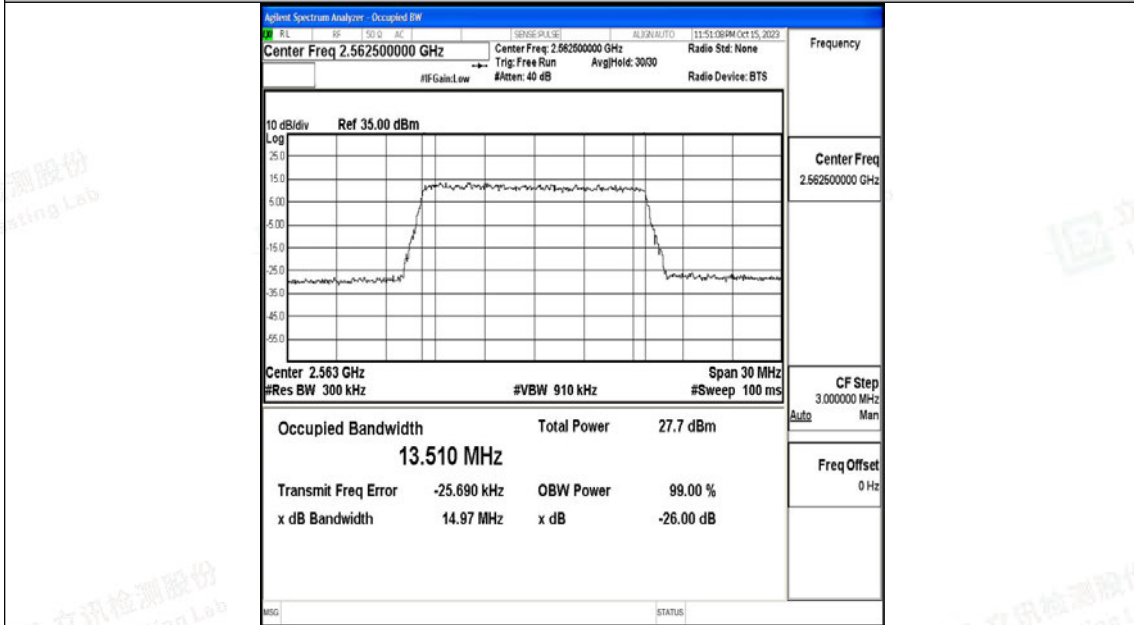 Agilent Spectrum Analyzer - Occupied BW
RL RF 50 Ω AC SENSE:PULSE ALIGN AUTO 11:51:08 PM Oct 15, 2023
Center Freq 2.562500000 GHz
Center Freq: 2.562500000 GHz
Radio Std: None
Trig: Free Run Avg|Hold: 30/30
#IFGain:Low
#Atten: 40 dB
Radio Device: BTS
Frequency
10 dB/div Ref 35.00 dBm
Log
25.0
15.0
5.00
-5.00
-15.0
-25.0
-35.0
-45.0
-55.0
Center Freq
2.562500000 GHz
Center 2.563 GHz
Span 30 MHz
#Res BW 300 kHz
#VBW 910 kHz
#Sweep 100 ms
CF Step
3.000000 MHz
Auto Man
Occupied Bandwidth
Total Power 27.7 dBm
13.510 MHz
Freq Offset
0 Hz
Transmit Freq Error -25.690 kHz OBW Power 99.00 %
x dB Bandwidth 14.97 MHz x dB -26.00 dB
MSG
STATUS
立讯检测股份